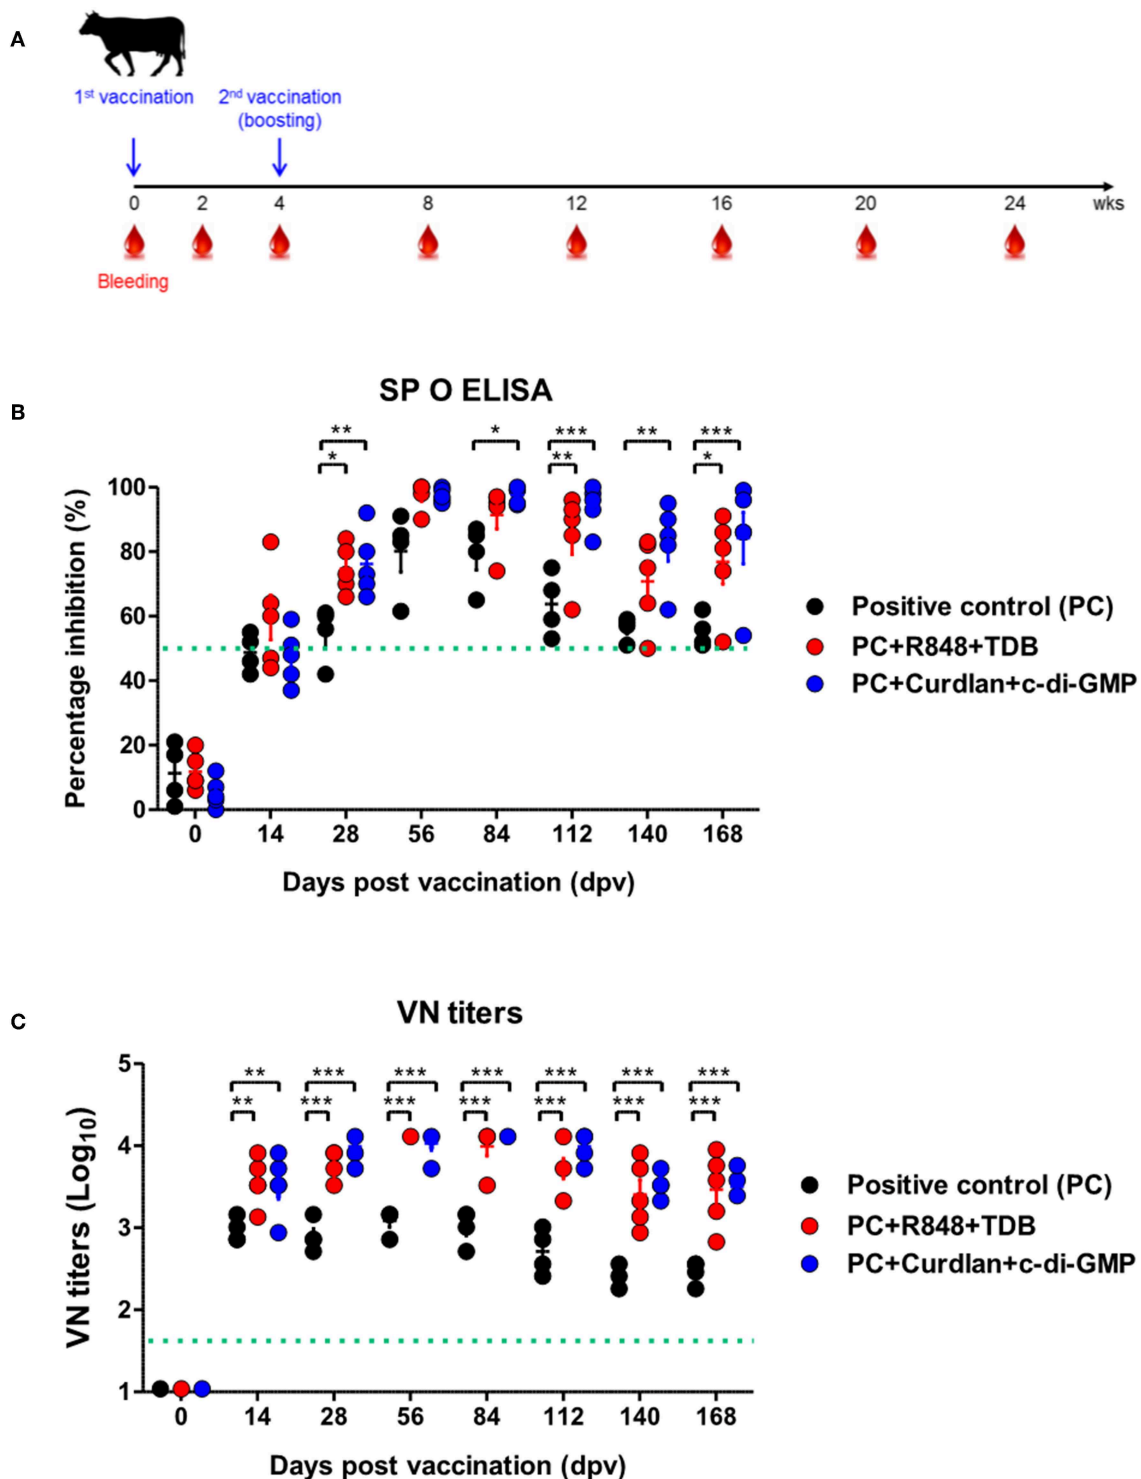 A
1st vaccination
2nd vaccination
(boosting)
0 2 4 8 12 16 20 24 wks
Bleeding
B
SP O ELISA
** * * *** ** ** *** *
Percentage inhibition (%)
100
80
60
40
20
0
0 14 28 56 84 112 140 168
Days post vaccination (dpv)
Positive control (PC)
PC+R848+TDB
PC+Curdlan+c-di-GMP
C
VN titers
** *** *** *** *** *** ***
** *** *** *** *** *** ***
VN titers (Log10)
5
4
3
2
1
0 14 28 56 84 112 140 168
Days post vaccination (dpv)
Positive control (PC)
PC+R848+TDB
PC+Curdlan+c-di-GMP